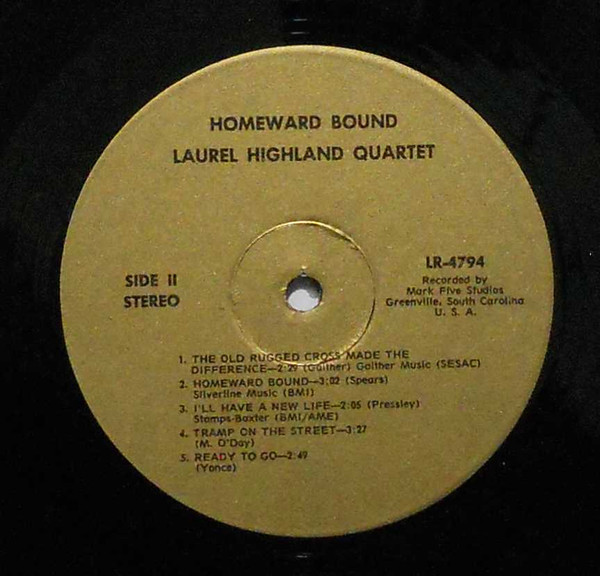 HOMEWARD BOUND
LAUREL HIGHLAND QUARTET
SIDE II
STEREO
LR-4794
Recorded by
Mark Five Studios
Greenville, South Carolina
U. S. A.
1. THE OLD RUGGED CROSS MADE THE
DIFFERENCE—2:29 (Gaither) Gaither Music (SESAC)
2. HOMEWARD BOUND—3:02 (Spears)
Silverline Music (BMI)
3. I'LL HAVE A NEW LIFE—2:05 (Pressley)
Stamps-Baxter (BMI/AME)
4. TRAMP ON THE STREET—3:27
(M. O'Day)
5. READY TO GO—2:49
(Yonce)